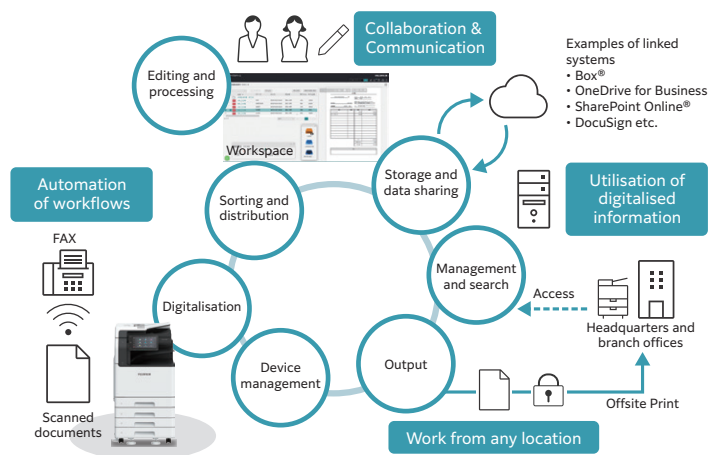 Collaboration &
Communication
Editing and
processing
Workspace
Examples of linked
systems
• Box®
• OneDrive for Business
• SharePoint Online®
• DocuSign etc.
Storage and
data sharing
Automation
of workflows
Sorting and
distribution
Utilisation of
digitalised
information
FAX
Management
and search
Access
Digitalisation
Headquarters and
branch offices
Device
management
Output
Scanned
documents
Offsite Print
Work from any location